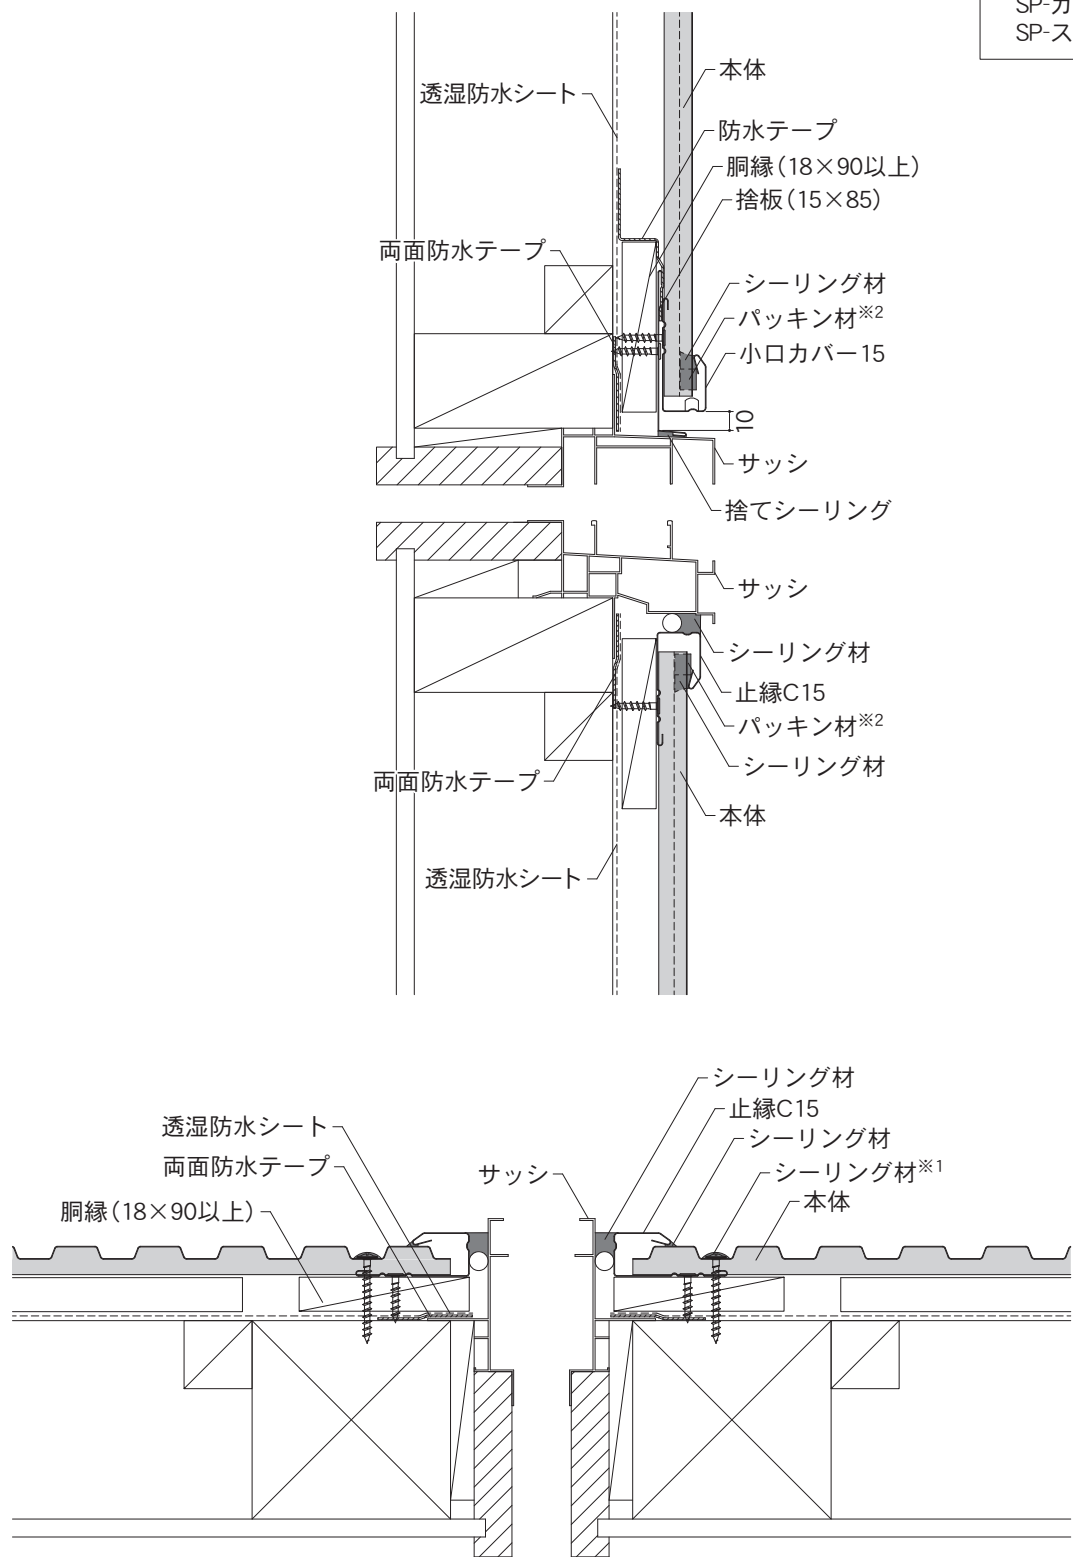 SP-ガ
SP-ス
本体
透湿防水シート
防水テープ
胴縁(18×90以上)
捨板(15×85)
両面防水テープ
シーリング材
パッキン材※2
小口カバー15
10
サッシ
捨てシーリング
サッシ
シーリング材
止縁C15
パッキン材※2
シーリング材
両面防水テープ
本体
透湿防水シート
シーリング材
止縁C15
透湿防水シート
シーリング材
両面防水テープ
サッシ
シーリング材※1
胴縁(18×90以上)
本体